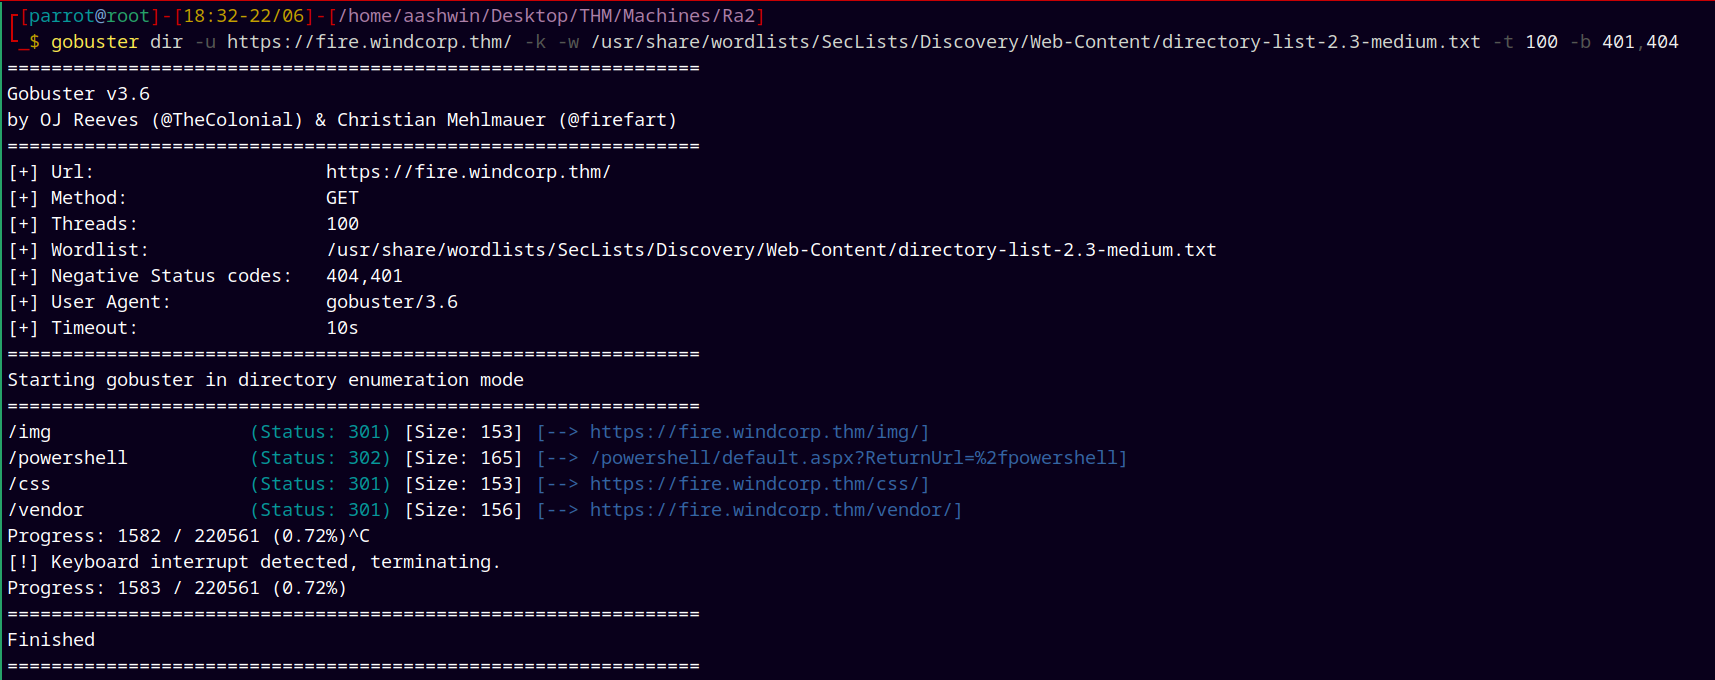 ┌[parrot@root]-[18:32-22/06]-[/home/aashwin/Desktop/THM/Machines/Ra2]
└_$ gobuster dir -u https://fire.windcorp.thm/ -k -w /usr/share/wordlists/SecLists/Discovery/Web-Content/directory-list-2.3-medium.txt -t 100 -b 401,404
===============================================================
Gobuster v3.6
by OJ Reeves (@TheColonial) & Christian Mehlmauer (@firefart)
===============================================================
[+] Url:                     https://fire.windcorp.thm/
[+] Method:                  GET
[+] Threads:                 100
[+] Wordlist:                /usr/share/wordlists/SecLists/Discovery/Web-Content/directory-list-2.3-medium.txt
[+] Negative Status codes:   404,401
[+] User Agent:              gobuster/3.6
[+] Timeout:                 10s
===============================================================
Starting gobuster in directory enumeration mode
===============================================================
/img                  (Status: 301) [Size: 153] [--> https://fire.windcorp.thm/img/]
/powershell           (Status: 302) [Size: 165] [--> /powershell/default.aspx?ReturnUrl=%2fpowershell]
/css                  (Status: 301) [Size: 153] [--> https://fire.windcorp.thm/css/]
/vendor               (Status: 301) [Size: 156] [--> https://fire.windcorp.thm/vendor/]
Progress: 1582 / 220561 (0.72%)^C
[!] Keyboard interrupt detected, terminating.
Progress: 1583 / 220561 (0.72%)
===============================================================
Finished
===============================================================